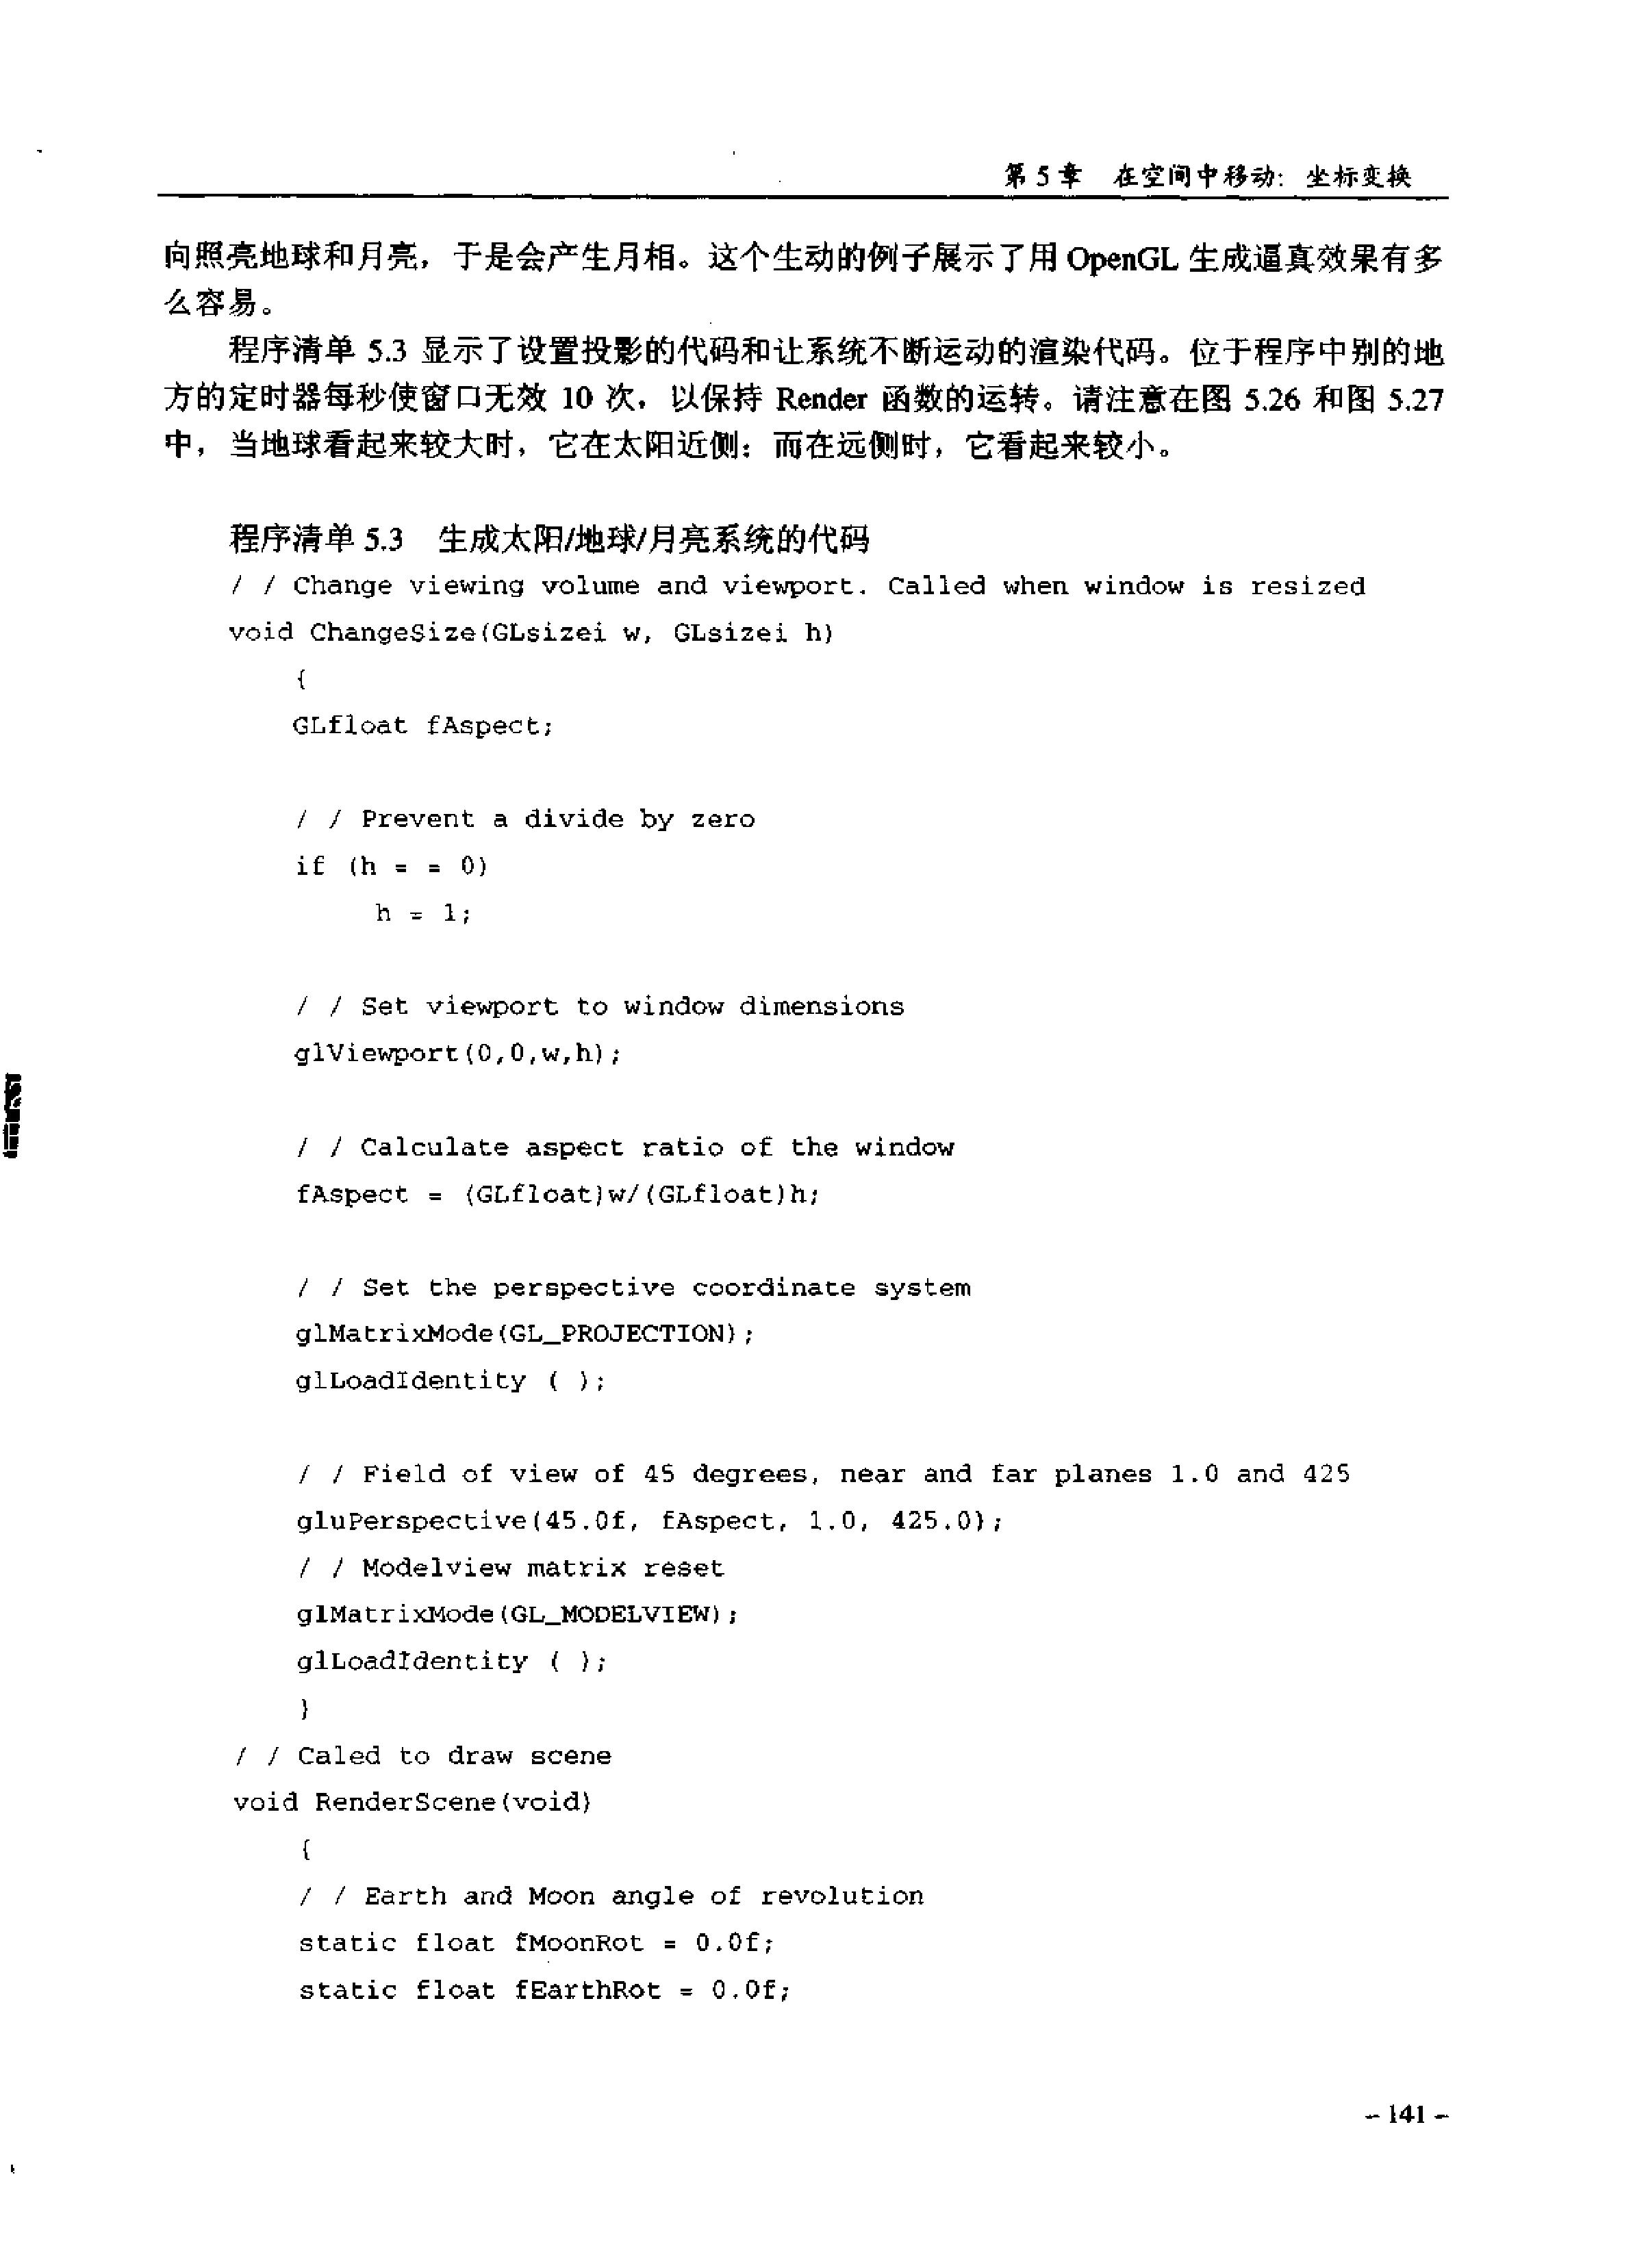 第 5 章 在空间中移动：坐标变换
向照亮地球和月亮，于是会产生月相。这个生动的例子展示了用 OpenGL 生成逼真效果有多
么容易。
程序清单 5.3 显示了设置投影的代码和让系统不断运动的渲染代码。位于程序中别的地
方的定时器每秒使窗口无效 10 次，以保持 Render 函数的运转。请注意在图 5.26 和图 5.27
中，当地球看起来较大时，它在太阳近侧；而在远侧时，它看起来较小。
程序清单 5.3 生成太阳/地球/月亮系统的代码
/ / Change viewing volume and viewport. Called when window is resized
void ChangeSize(GLsizei w, GLsizei h)
{
GLfloat fAspect;
/ / Prevent a divide by zero
if (h = = 0)
h = 1;
/ / Set viewport to window dimensions
glViewport(0,0,w,h);
/ / Calculate aspect ratio of the window
fAspect = (GLfloat)w/(GLfloat)h;
/ / Set the perspective coordinate system
glMatrixMode(GL_PROJECTION);
glLoadIdentity ( );
/ / Field of view of 45 degrees, near and far planes 1.0 and 425
gluPerspective(45.0f, fAspect, 1.0, 425.0);
/ / Modelview matrix reset
glMatrixMode(GL_MODELVIEW);
glLoadIdentity ( );
}
/ / Caled to draw scene
void RenderScene(void)
{
/ / Earth and Moon angle of revolution
static float fMoonRot = 0.0f;
static float fEarthRot = 0.0f;
- 141 -